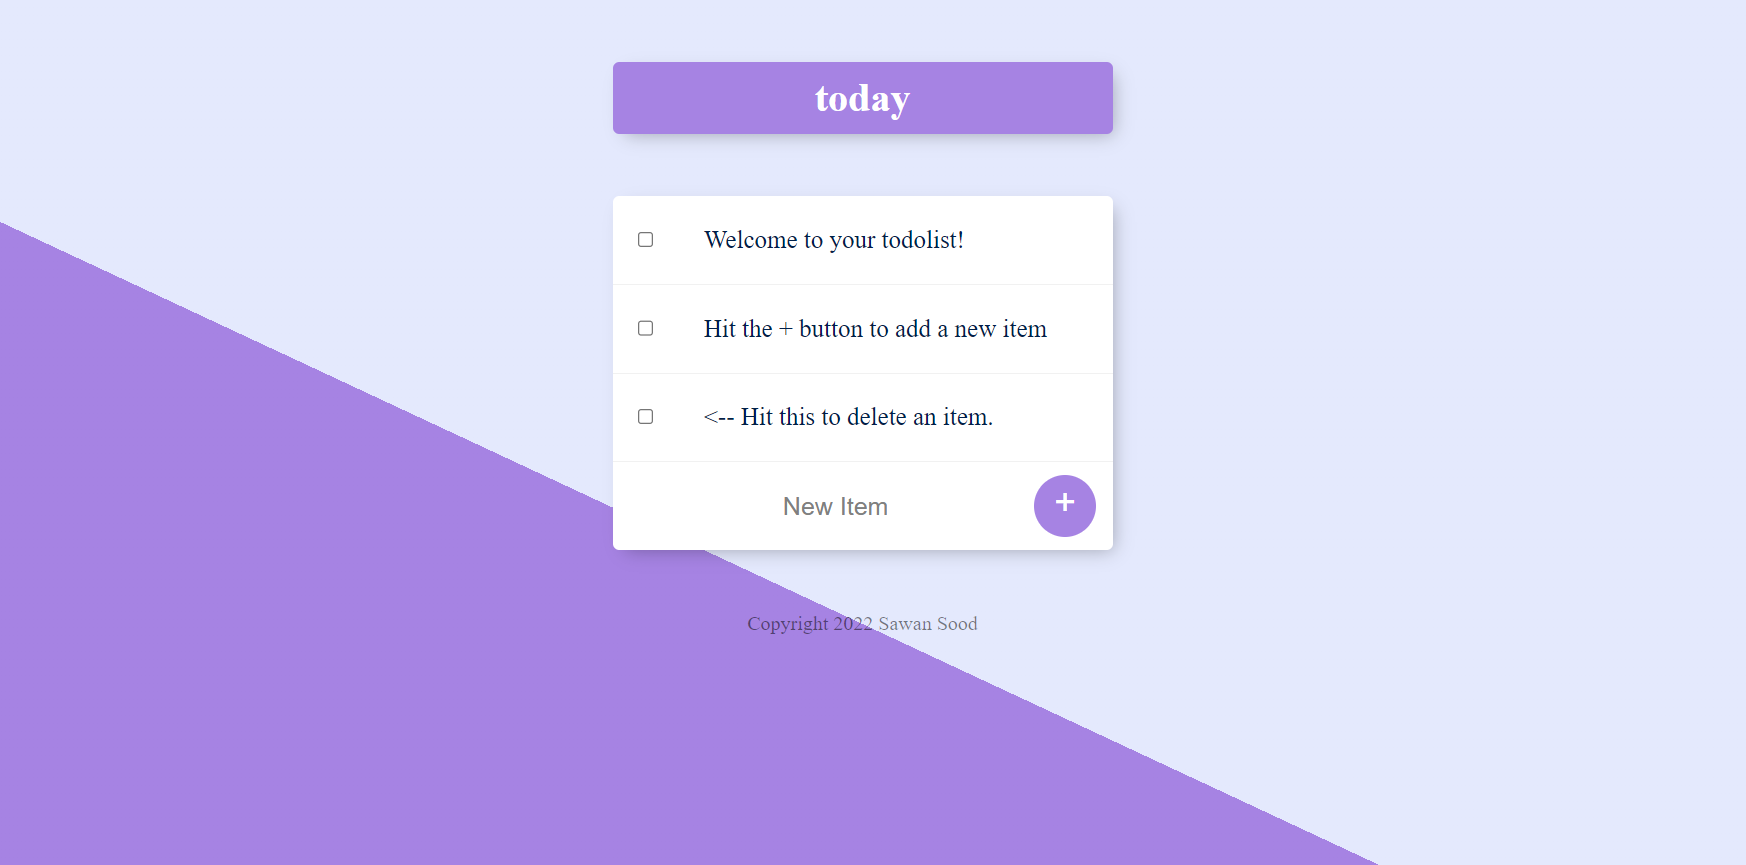 today
Welcome to your todolist!
Hit the + button to add a new item
<-- Hit this to delete an item.
New Item
+
Copyright 2022 Sawan Sood